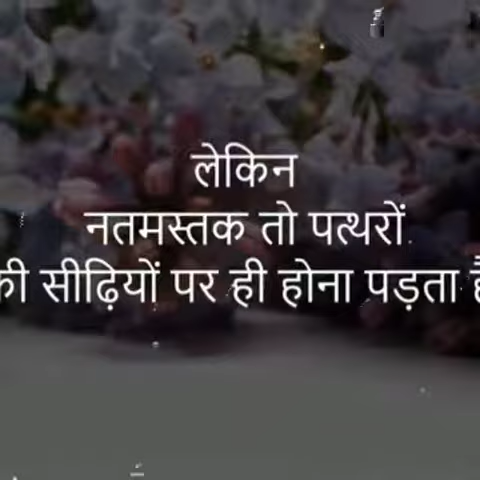 लेकिन
नतमस्तक तो पत्थरों
की सीढ़ियों पर ही होना पड़ता है